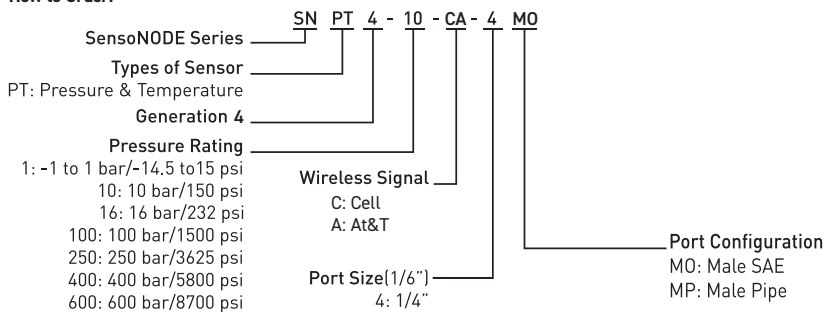 SN PT 4 - 10 - CA - 4 MO
SensoNODE Series
Types of Sensor
PT: Pressure & Temperature
Generation 4
Pressure Rating
1: -1 to 1 bar/-14.5 to15 psi
10: 10 bar/150 psi
16: 16 bar/232 psi
100: 100 bar/1500 psi
250: 250 bar/3625 psi
400: 400 bar/5800 psi
600: 600 bar/8700 psi
Wireless Signal
C: Cell
A: At&T
Port Size(1/6”)
4: 1/4”
Port Configuration
MO: Male SAE
MP: Male Pipe